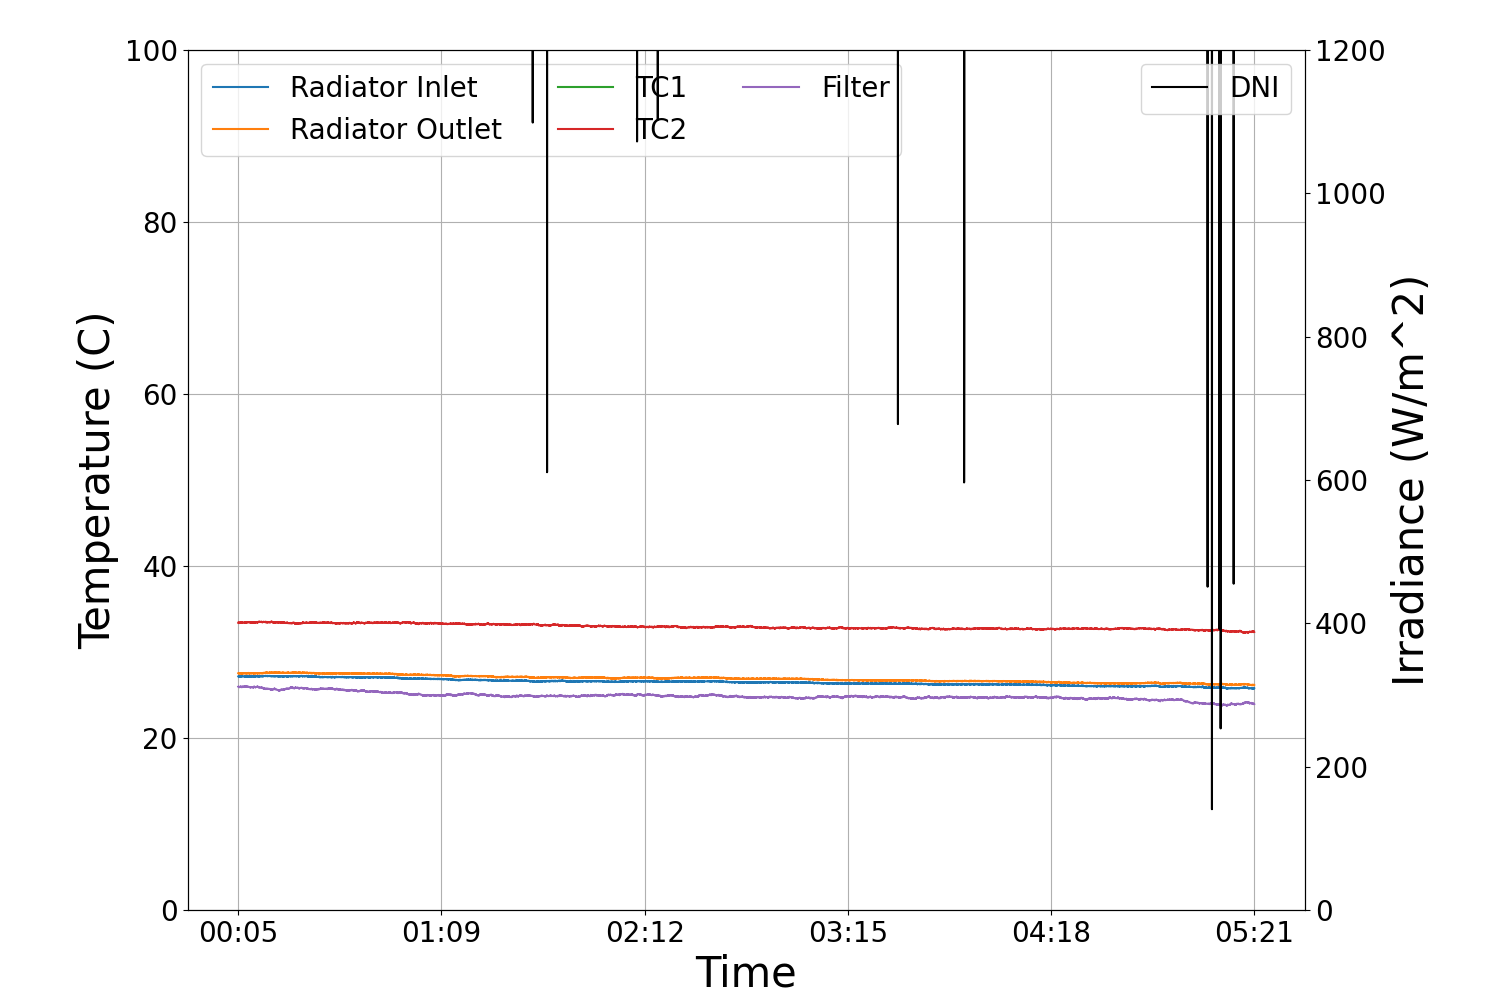 100
80
60
40
20
0
Temperature (C)
Radiator Inlet
Radiator Outlet
TC1
TC2
Filter
DNI
1200
1000
800
600
400
200
0
Irradiance (W/m^2)
00:05 01:09 02:12 03:15 04:18 05:21
Time